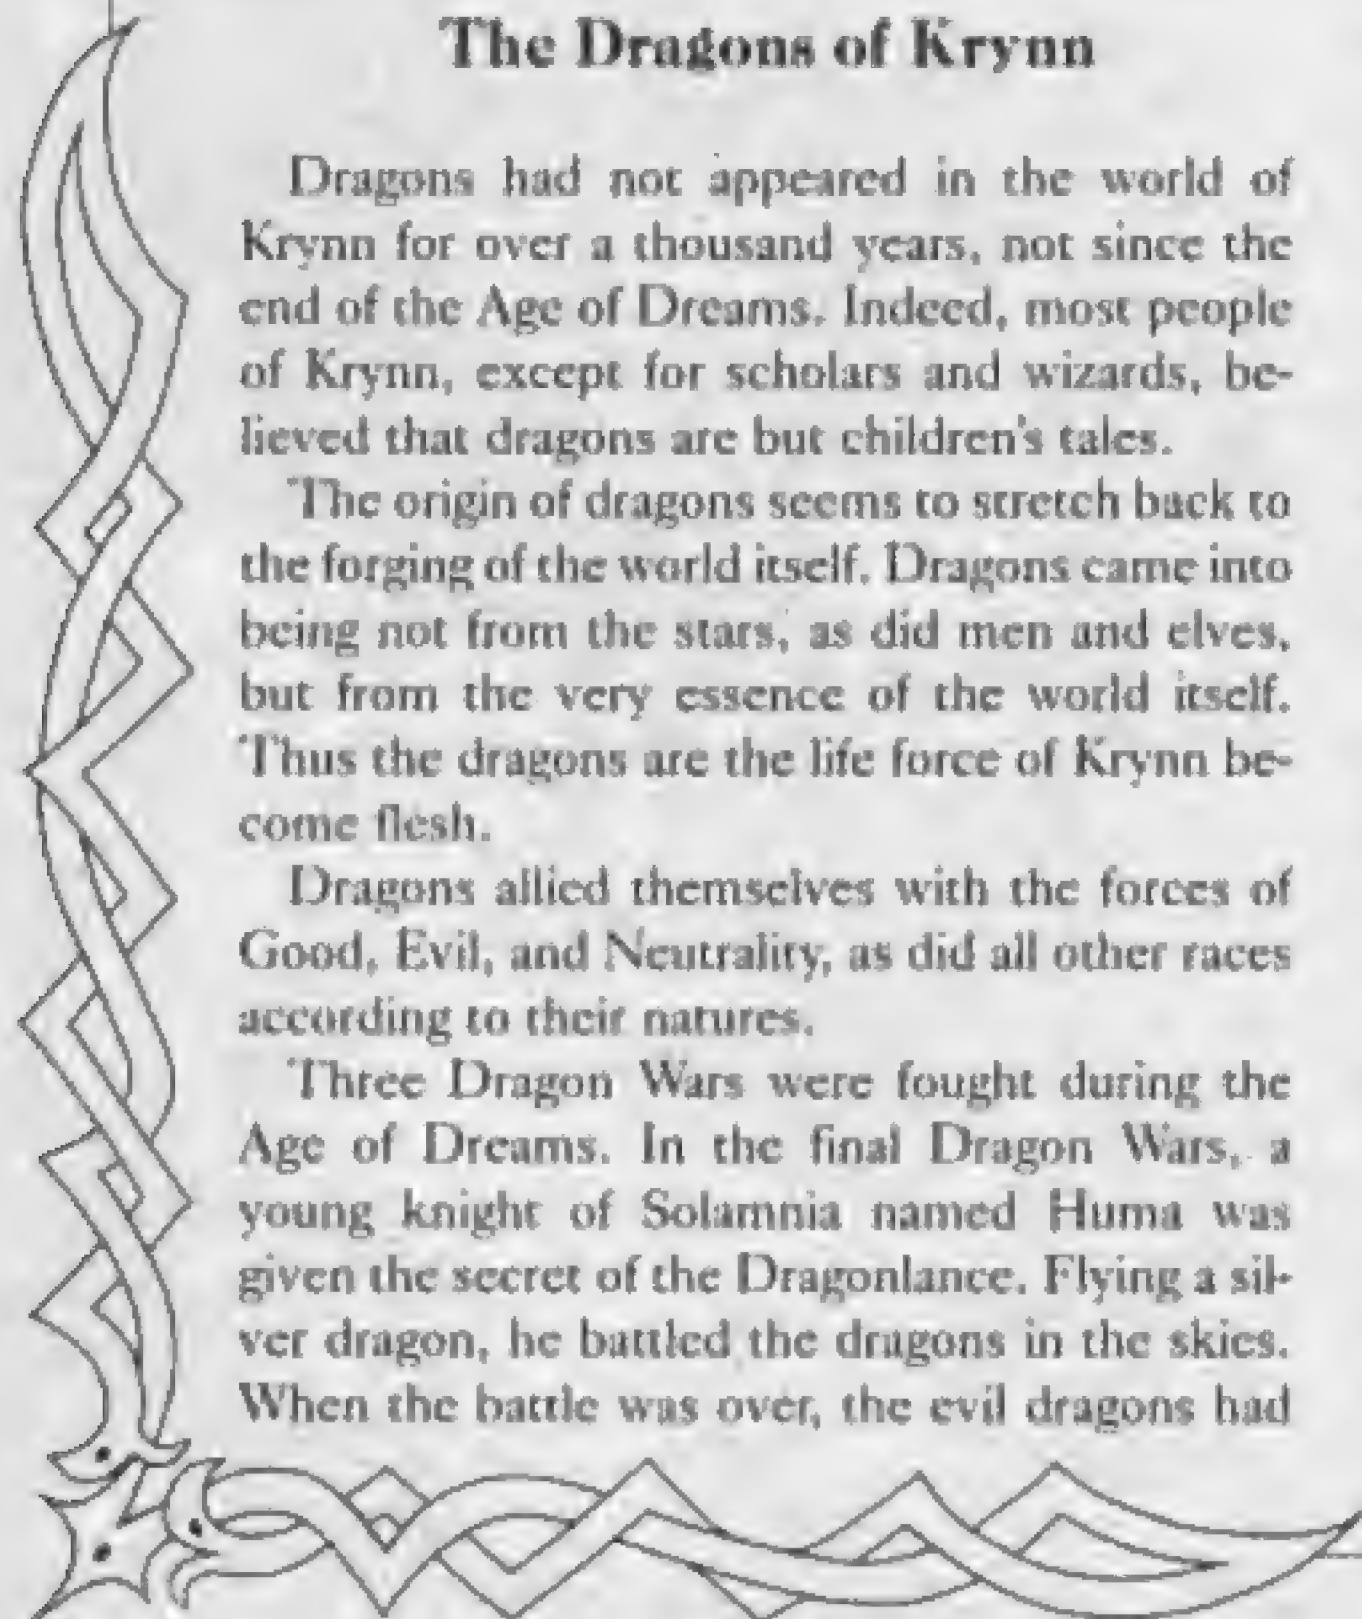 The Dragons of Krynn
Dragons had not appeared in the world of
Krynn for over a thousand years, not since the
end of the Age of Dreams. Indeed, most people
of Krynn, except for scholars and wizards, be-
lieved that dragons are but children's tales.
The origin of dragons seems to stretch back to
the forging of the world itself. Dragons came into
being not from the stars, as did men and elves,
but from the very essence of the world itself.
Thus the dragons are the life force of Krynn be-
come flesh.
Dragons allied themselves with the forces of
Good, Evil, and Neutrality, as did all other races
according to their natures.
Three Dragon Wars were fought during the
Age of Dreams. In the final Dragon Wars, a
young knight of Solamnia named Huma was
given the secret of the Dragonlance. Flying a sil-
ver dragon, he battled the dragons in the skies.
When the battle was over, the evil dragons had